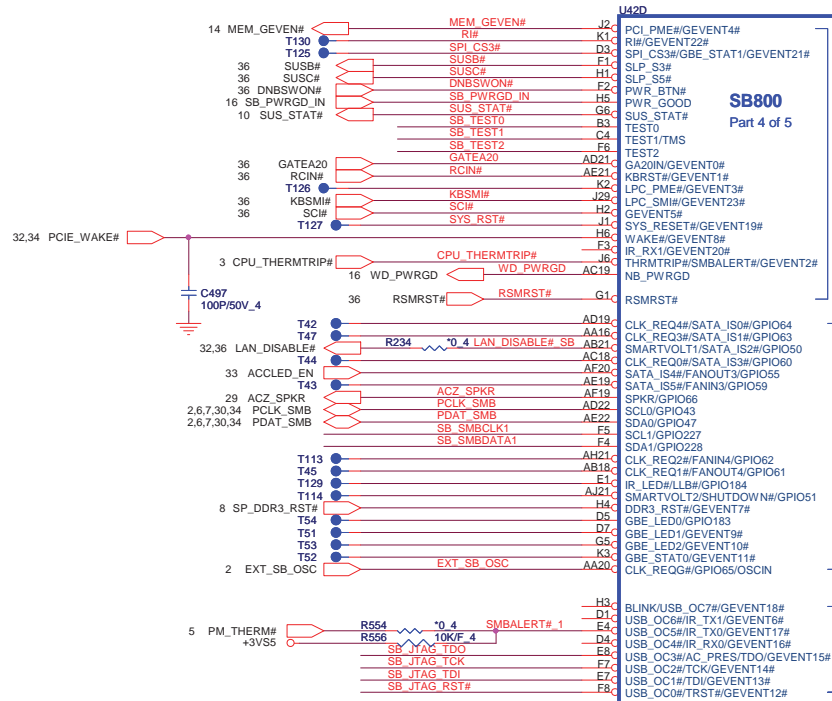 U42D
14 MEM_GEVEN# MEM_GEVEN# J2 PCI_PME#/GEVENT4#
T130 RI# K1 RI#/GEVENT22#
T125 SPI_CS3# D3 SPI_CS3#/GBE_STAT1/GEVENT21#
36 SUSB# SUSB# F1 SLP_S3#
36 SUSC# SUSC# H1 SLP_S5#
36 DNBSWON# DNBSWON# F2 PWR_BTN#
16 SB_PWRGD_IN SB_PWRGD_IN H5 PWR_GOOD
10 SUS_STAT# SUS_STAT# G6 SUS_STAT#
SB_TEST0 B3 TEST0
SB_TEST1 C4 TEST1/TMS
SB_TEST2 F6 TEST2
SB800
Part 4 of 5
36 GATEA20 GATEA20 AD21 GA20IN/GEVENT0#
36 RCIN# RCIN# AE21 KBRST#/GEVENT1#
T126 K2 LPC_PME#/GEVENT3#
36 KBSMI# KBSMI# J29 LPC_SMI#/GEVENT23#
36 SCI# SCI# H2 GEVENT5#
T127 SYS_RST# J1 SYS_RESET#/GEVENT19#
32,34 PCIE_WAKE# H6 WAKE#/GEVENT8#
F3 IR_RX1/GEVENT20#
3 CPU_THERMTRIP# CPU_THERMTRIP# J6 THRMTRIP#/SMBALERT#/GEVENT2#
16 WD_PWRGD WD_PWRGD AC19 NB_PWRGD
C497
100P/50V_4
36 RSMRST# RSMRST# G1 RSMRST#
T42 AD19 CLK_REQ4#/SATA_IS0#/GPIO64
T47 AA16 CLK_REQ3#/SATA_IS1#/GPIO63
32,36 LAN_DISABLE# R234 *0_4 LAN_DISABLE#_SB AB21 SMARTVOLT1/SATA_IS2#/GPIO50
T44 AC18 CLK_REQ0#/SATA_IS3#/GPIO60
33 ACCLED_EN AF20 SATA_IS4#/FANOUT3/GPIO55
T43 AE19 SATA_IS5#/FANIN3/GPIO59
29 ACZ_SPKR ACZ_SPKR AF19 SPKR/GPIO66
2,6,7,30,34 PCLK_SMB PCLK_SMB AD22 SCL0/GPIO43
2,6,7,30,34 PDAT_SMB PDAT_SMB AE22 SDA0/GPIO47
SB_SMBCLK1 F5 SCL1/GPIO227
SB_SMBDATA1 F4 SDA1/GPIO228
T113 AH21 CLK_REQ2#/FANIN4/GPIO62
T45 AB18 CLK_REQ1#/FANOUT4/GPIO61
T129 E1 IR_LED#/LLB#/GPIO184
T114 AJ21 SMARTVOLT2/SHUTDOWN#/GPIO51
8 SP_DDR3_RST# H4 DDR3_RST#/GEVENT7#
T54 D5 GBE_LED0/GPIO183
T51 D7 GBE_LED1/GEVENT9#
T53 G5 GBE_LED2/GEVENT10#
T52 K3 GBE_STAT0/GEVENT11#
2 EXT_SB_OSC EXT_SB_OSC AA20 CLK_REQG#/GPIO65/OSCIN
H3 BLINK/USB_OC7#/GEVENT18#
D1 USB_OC6#/IR_TX1/GEVENT6#
5 PM_THERM# R554 *0_4 SMBALERT#_1 E4 USB_OC5#/IR_TX0/GEVENT17#
+3VS5 R556 10K/F_4 D4 USB_OC4#/IR_RX0/GEVENT16#
SB_JTAG_TDO E8 USB_OC3#/AC_PRES/TDO/GEVENT15#
SB_JTAG_TCK F7 USB_OC2#/TCK/GEVENT14#
SB_JTAG_TDI E7 USB_OC1#/TDI/GEVENT13#
SB_JTAG_RST# F8 USB_OC0#/TRST#/GEVENT12#